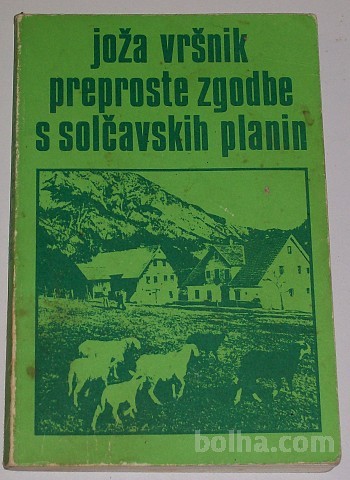 joža vršnik
preproste zgodbe
s solčavskih planin
bolha.com